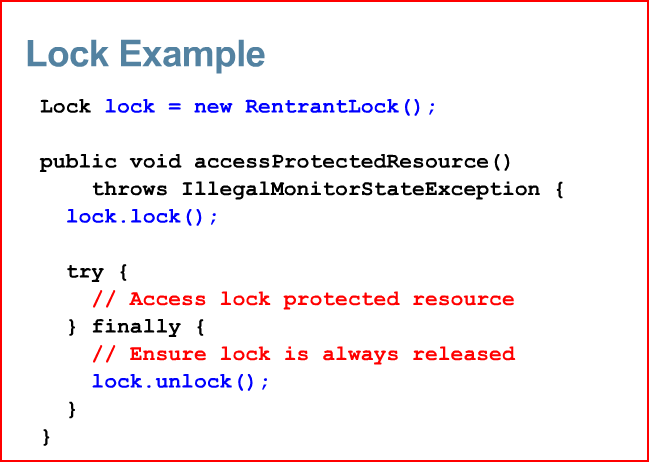 Lock Example
Lock lock = new RentrantLock();
public void accessProtectedResource()
throws IllegalMonitorStateException {
lock.lock();
try {
// Access lock protected resource
} finally {
// Ensure lock is always released
lock.unlock();
}
}